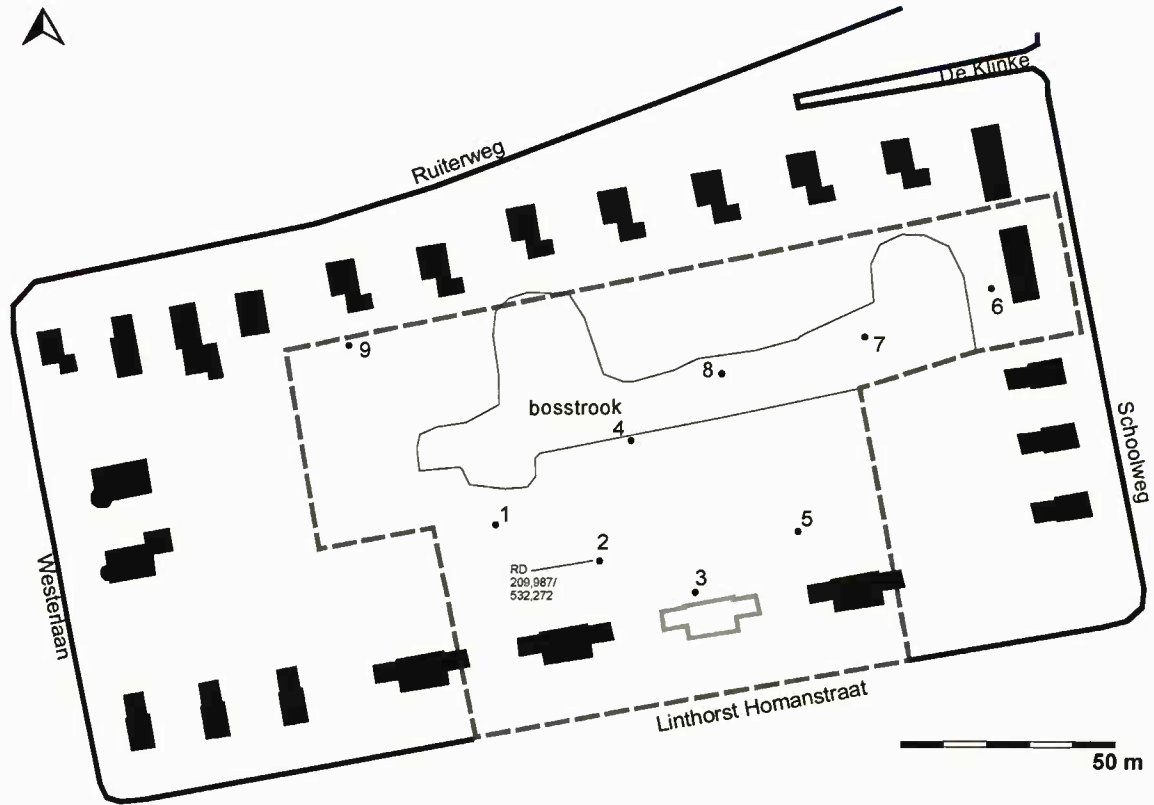 De Klinke
Ruiterweg
6
9
7
8
bosstrook
4
Schoolweg
1
5
2
RD
209,987/
532,272
3
Westerlaan
Linthorst Homanstraat
50 m